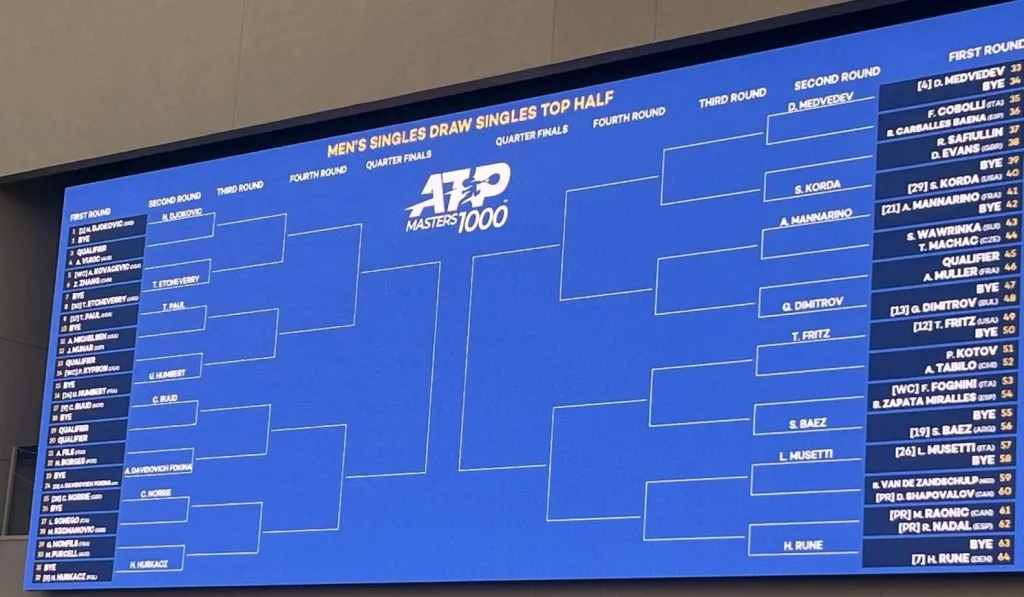 MEN'S SINGLES DRAW SINGLES TOP HALF
FIRST ROUND
SECOND ROUND
THIRD ROUND
FOURTH ROUND
QUARTER FINALS
QUARTER FINALS
FOURTH ROUND
THIRD ROUND
SECOND ROUND
FIRST ROUND
ATP
MASTERS 1000
1 [1] N. DJOKOVIC (SRB)
2 BYE
3 QUALIFIER
4 A. VUKIC (AUS)
5 [WC] A. KOVACEVIC (USA)
6 Z. ZHANG (CHN)
7 BYE
8 [30] T. ETCHEVERRY (ARG)
9 [17] T. PAUL (USA)
10 BYE
11 A. MICHELSEN (USA)
12 J. MUNAR (ESP)
13 QUALIFIER
14 [WC] P. KYPSON (USA)
15 BYE
16 [14] U. HUMBERT (FRA)
17 [9] C. RUUD (NOR)
18 BYE
19 QUALIFIER
20 QUALIFIER
21 A. FILS (FRA)
22 N. BORGES (POR)
23 BYE
24 A. DAVIDOVICH FOKINA
25 [28] C. NORRIE (GBR)
26 BYE
27 L. SONEGO (ITA)
28 M. KECMANOVIC (SRB)
29 G. MONFILS (FRA)
30 M. PURCELL (AUS)
31 BYE
32 [8] H. HURKACZ (POL)
N. DJOKOVIC
T. ETCHEVERRY
T. PAUL
U. HUMBERT
C. RUUD
A. DAVIDOVICH FOKINA
C. NORRIE
H. HURKACZ
D. MEDVEDEV
S. KORDA
A. MANNARINO
G. DIMITROV
T. FRITZ
S. BAEZ
L. MUSETTI
H. RUNE
[4] D. MEDVEDEV 33
BYE 34
F. COBOLLI (ITA) 35
R. CARBALLES BAENA (ESP) 36
R. SAFIULLIN 37
D. EVANS (GBR) 38
BYE 39
[29] S. KORDA (USA) 40
[21] A. MANNARINO (FRA) 41
BYE 42
S. WAWRINKA (SUI) 43
T. MACHAC (CZE) 44
QUALIFIER 45
A. MULLER (FRA) 46
BYE 47
[13] G. DIMITROV (BUL) 48
[12] T. FRITZ (USA) 49
BYE 50
P. KOTOV 51
A. TABILO (CHI) 52
[WC] F. FOGNINI (ITA) 53
B. ZAPATA MIRALLES (ESP) 54
BYE 55
[19] S. BAEZ (ARG) 56
[26] L. MUSETTI (ITA) 57
BYE 58
B. VAN DE ZANDSCHULP (NED) 59
[PR] D. SHAPOVALOV (CAN) 60
[PR] M. RAONIC (CAN) 61
[PR] R. NADAL (ESP) 62
BYE 63
[7] H. RUNE (DEN) 64